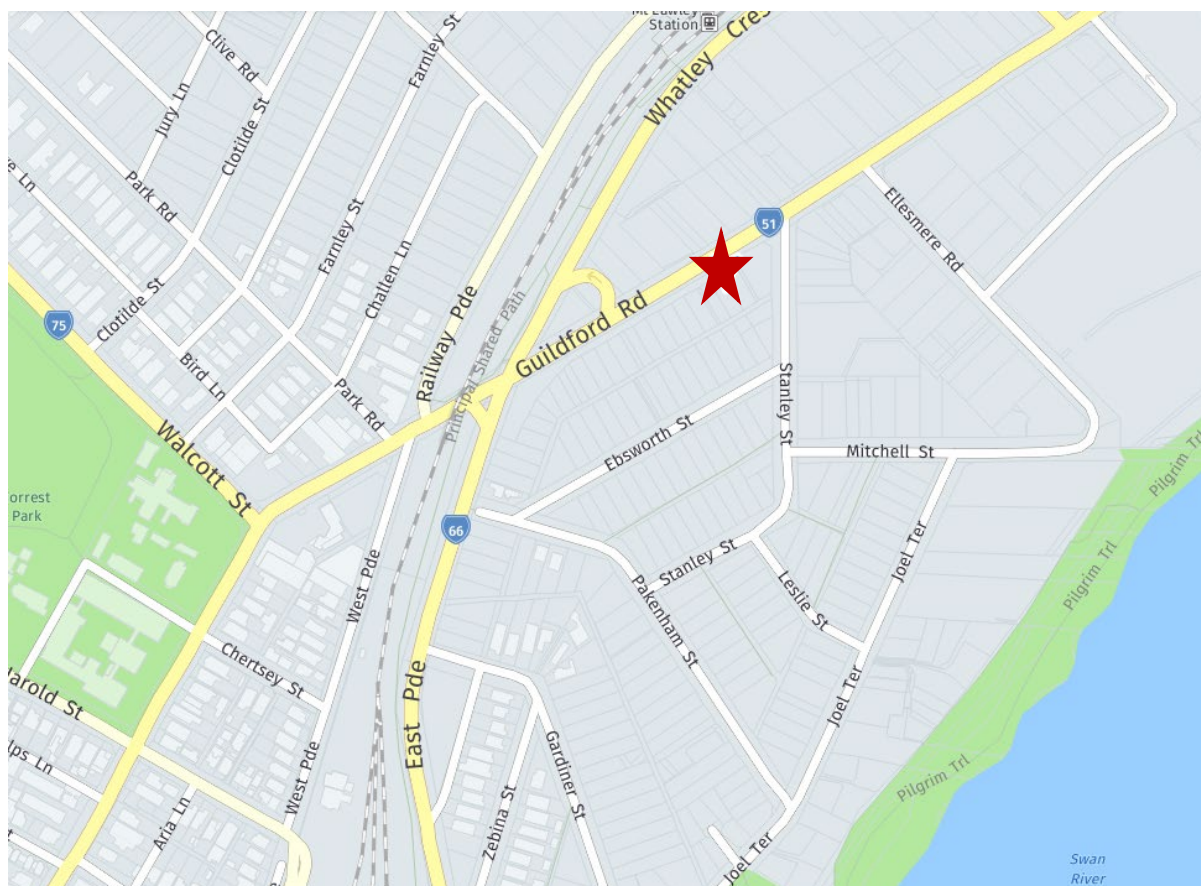 Mt Lawley
Station
Whatley Cres
Farnley St
Clive Rd
Jury Ln
Clotilde St
Park Rd
Farnley St
Challen Ln
Railway Pde
Principal Shared Path
Guildford Rd
51
Ellesmere Rd
75
Clotilde St
Bird Ln
Park Rd
Walcott St
Ebsworth St
Stanley St
Mitchell St
Pilgrim Trl
Park
66
West Pde
Stanley St
Joel Ter
Pilgrim Trl
Leslie St
Pakenham St
Chertsey St
Harold St
East Pde
Joel Ter
West Pde
Gardiner St
Pilgrim Trl
Aria Ln
Zebina St
Joel Ter
Swan
River